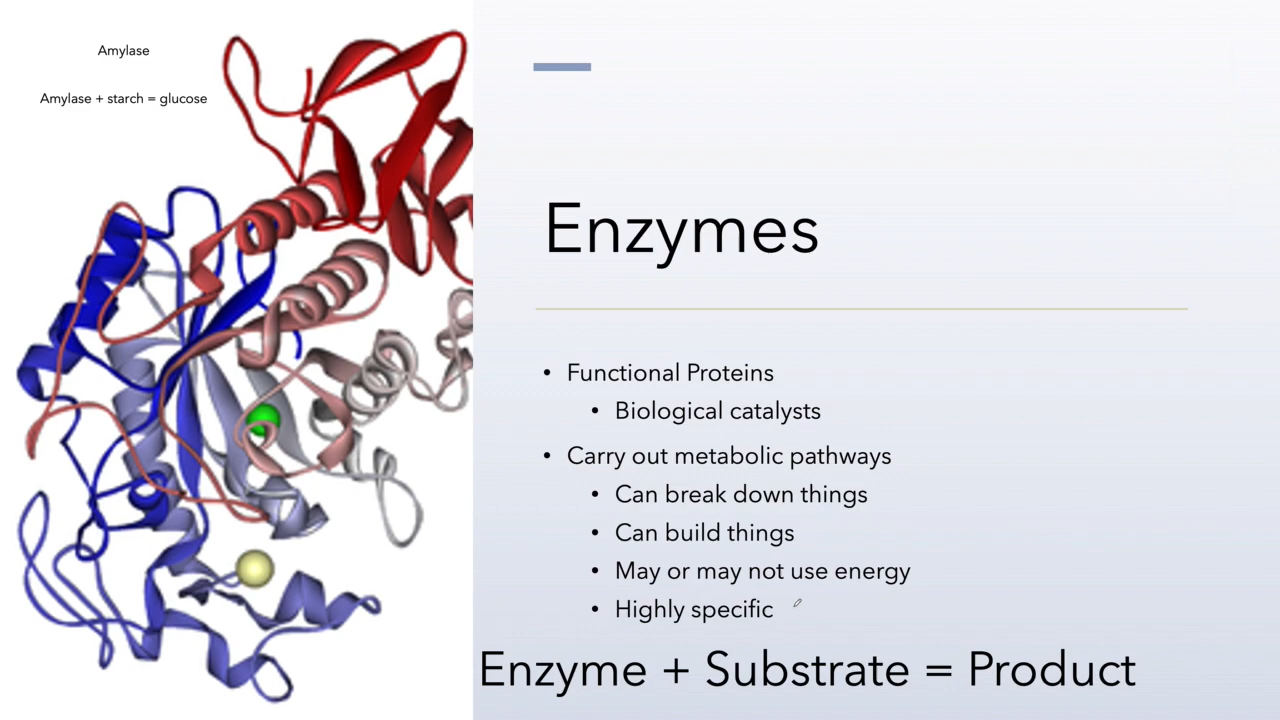 Amylase
Amylase + starch = glucose
Enzymes
• Functional Proteins
• Biological catalysts
• Carry out metabolic pathways
• Can break down things
• Can build things
• May or may not use energy
• Highly specific
Enzyme + Substrate = Product